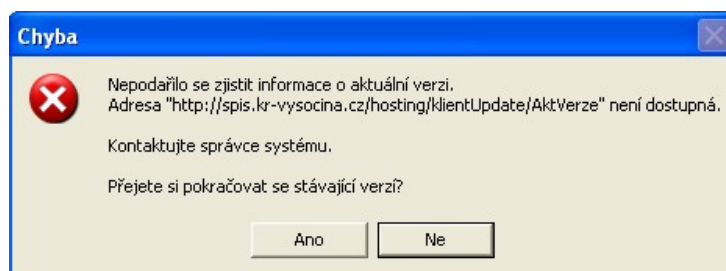 Chyba
Nepodařilo se zjistit informace o aktuální verzi.
Adresa "http://spis.kr-vysocina.cz/hosting/klientUpdate/AktVerze" není dostupná.
Kontaktujte správce systému.
Přejete si pokračovat se stávající verzí?
Ano
Ne